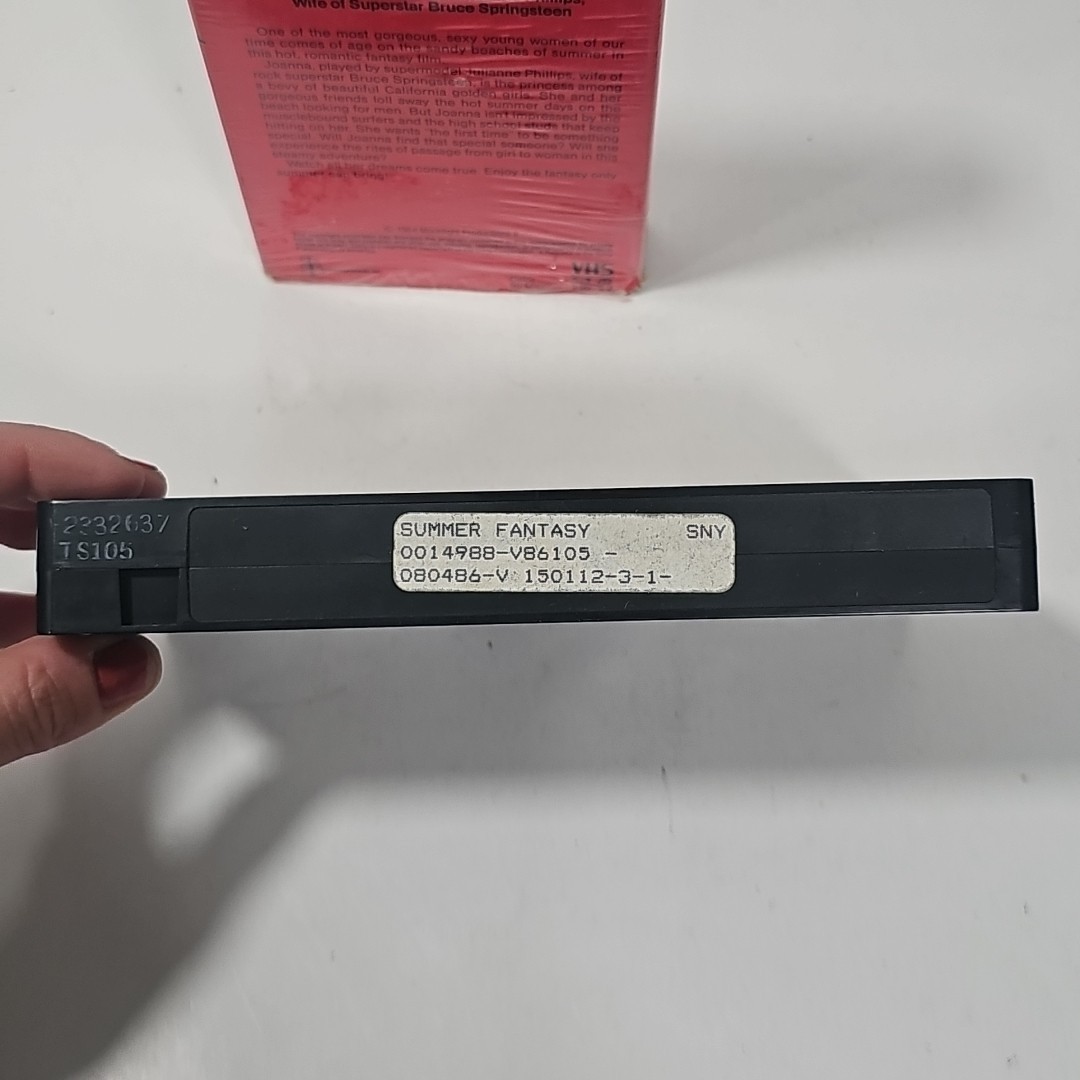 Wife of Superstar Bruce Springsteen
One of the most gorgeous, sexy young women of our
time comes of age on the sandy beaches of summer in
this hot, romantic fantasy film.
Joanna, played by supermodel Julianne Phillips, wife of
rock superstar Bruce Springsteen, is the princess among
a bevy of beautiful California golden girls. She and her
gorgeous friends loll away the hot summer days on the
beach looking for men. But Joanna isn't impressed by the
musclebound surfers and the high school studs that keep
hitting on her. She wants "the first time" to be something
special. Will Joanna find that special someone? Will she
experience the rites of passage from girl to woman in this
steamy adventure?
Watch all her dreams come true. Enjoy the fantasy only
summer can bring.
VHS
2332637
TS105
SUMMER FANTASY SNY
0014988-V86105 -
080486-V 150112-3-1-